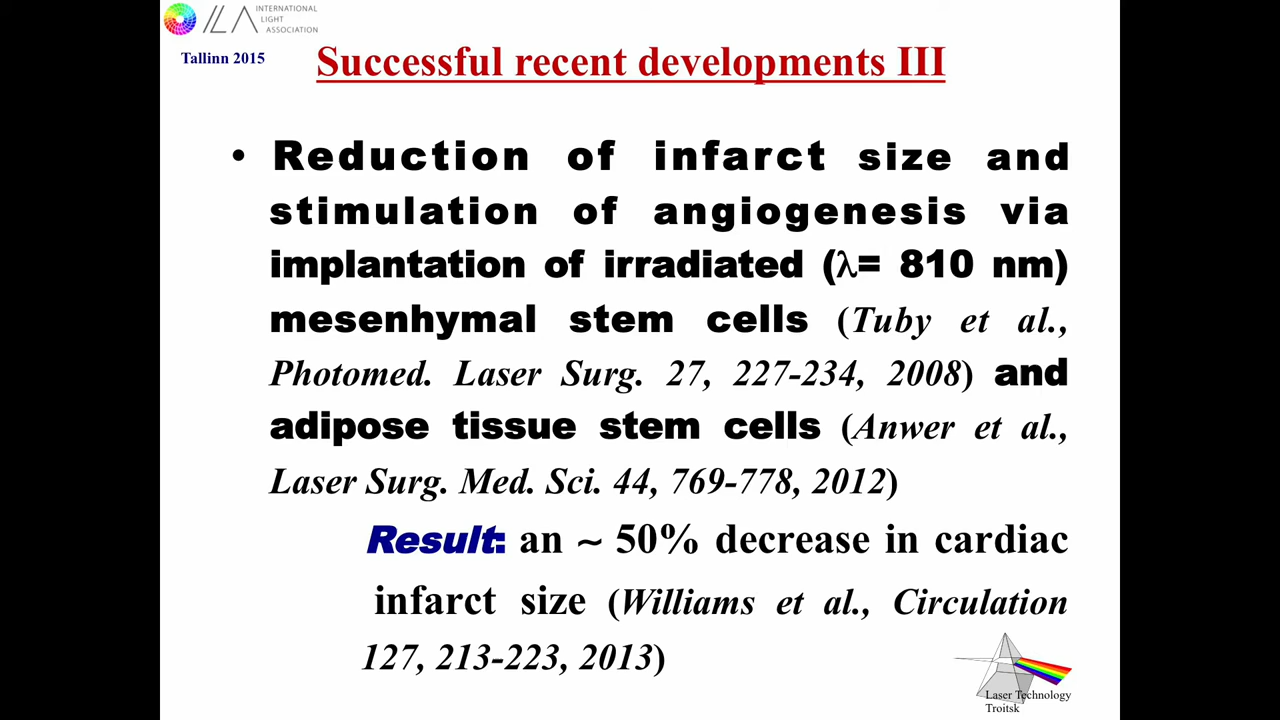 ILA INTERNATIONAL
LIGHT
ASSOCIATION
Tallinn 2015
Successful recent developments III
• Reduction of infarct size and
stimulation of angiogenesis via
implantation of irradiated (λ= 810 nm)
mesenhymal stem cells (Tuby et al.,
Photomed. Laser Surg. 27, 227-234, 2008) and
adipose tissue stem cells (Anwer et al.,
Laser Surg. Med. Sci. 44, 769-778, 2012)
Result: an ~ 50% decrease in cardiac
infarct size (Williams et al., Circulation
127, 213-223, 2013)
Laser Technology
Troitsk